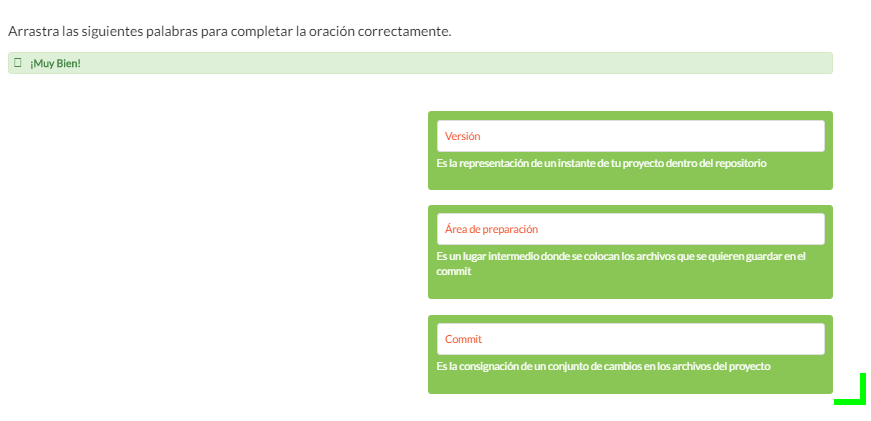 Arrastra las siguientes palabras para completar la oración correctamente.
¡Muy Bien!
Versión
Es la representación de un instante de tu proyecto dentro del repositorio
Área de preparación
Es un lugar intermedio donde se colocan los archivos que se quieren guardar en el
commit
Commit
Es la consignación de un conjunto de cambios en los archivos del proyecto